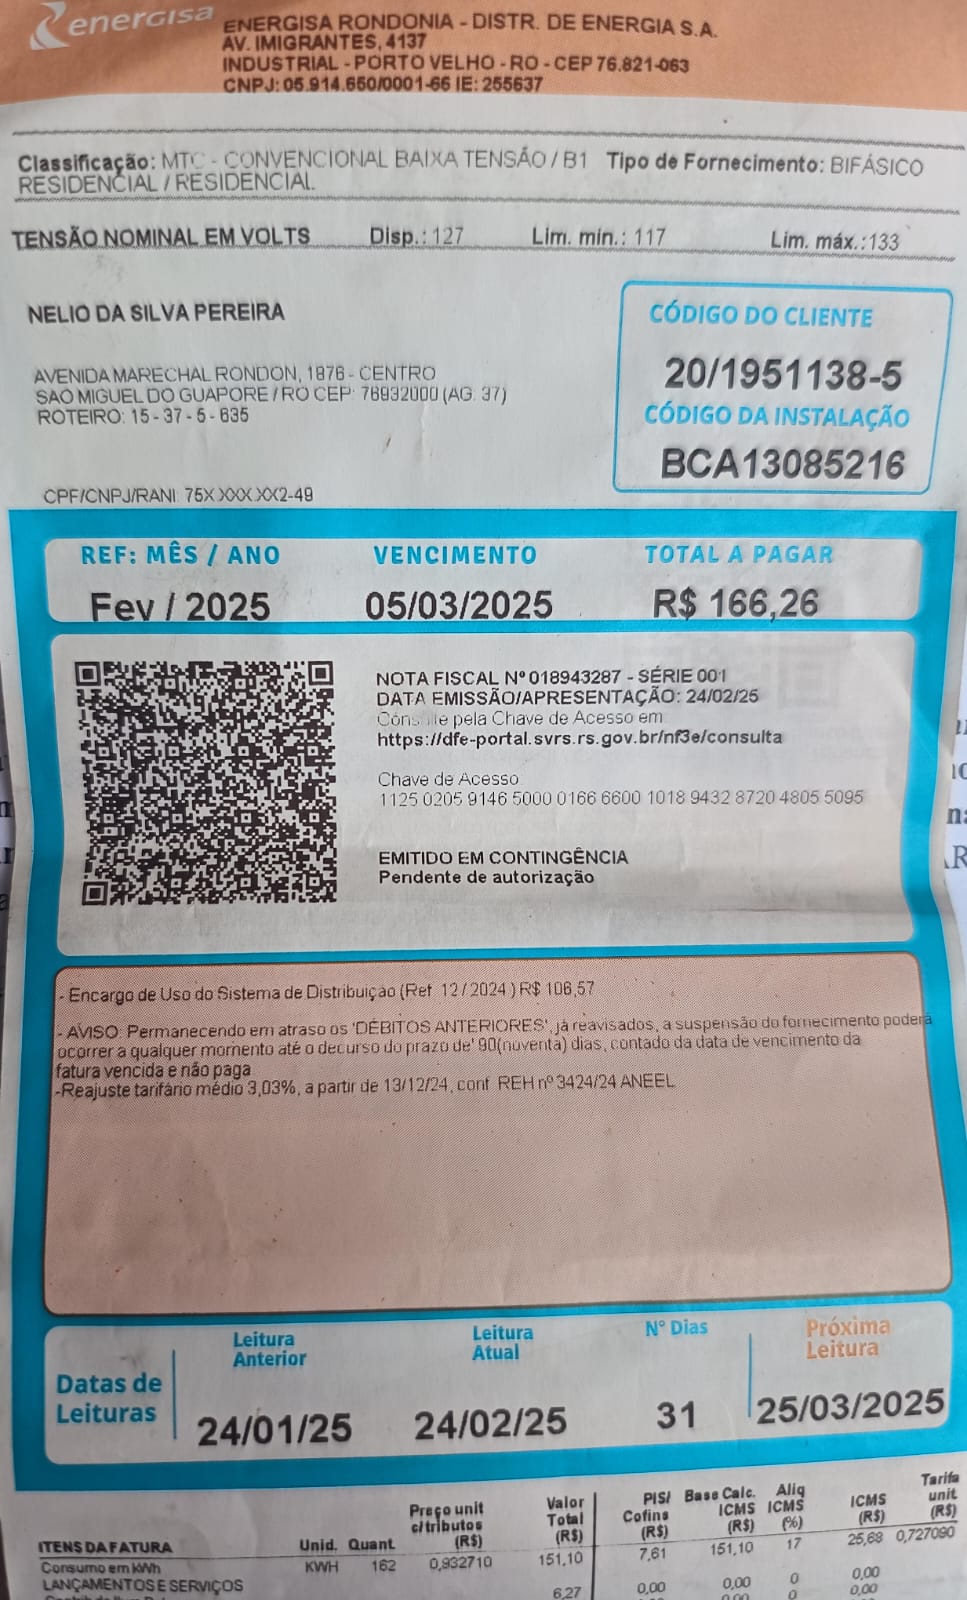 energisa
ENERGISA RONDONIA - DISTR. DE ENERGIA S.A.
AV. IMIGRANTES, 4137
INDUSTRIAL - PORTO VELHO - RO - CEP 76.821-063
CNPJ: 05.914.650/0001-66 IE: 255637
Classificação: MTC - CONVENCIONAL BAIXA TENSÃO / B1 Tipo de Fornecimento: BIFÁSICO
RESIDENCIAL / RESIDENCIAL
TENSÃO NOMINAL EM VOLTS Disp.: 127 Lim. min.: 117 Lim. máx.:133
NELIO DA SILVA PEREIRA
AVENIDA MARECHAL RONDON, 1876 - CENTRO
SAO MIGUEL DO GUAPORE / RO CEP: 76932000 (AG. 37)
ROTEIRO: 15 - 37 - 5 - 635
CPF/CNPJ/RANI: 75X.XXX.XX2-49
CÓDIGO DO CLIENTE
20/1951138-5
CÓDIGO DA INSTALAÇÃO
BCA13085216
REF: MÊS / ANO VENCIMENTO TOTAL A PAGAR
Fev / 2025 05/03/2025 R$ 166,26
NOTA FISCAL Nº 018943287 - SÉRIE 001
DATA EMISSÃO/APRESENTAÇÃO: 24/02/25
Consulte pela Chave de Acesso em
https://dfe-portal.svrs.rs.gov.br/nf3e/consulta
Chave de Acesso
1125 0205 9146 5000 0166 6600 1018 9432 8720 4805 5095
EMITIDO EM CONTINGÊNCIA
Pendente de autorização
- Encargo de Uso do Sistema de Distribuição (Ref 12 / 2024 ) R$ 106,57
- AVISO: Permanecendo em atraso os 'DÉBITOS ANTERIORES', já reavisados, a suspensão do fornecimento poderá
ocorrer a qualquer momento até o decurso do prazo de' 90(noventa) dias, contado da data de vencimento da
fatura vencida e não paga
-Reajuste tarifário médio 3,03%, a partir de 13/12/24, conf REH nº 3424/24 ANEEL
Datas de Leituras
Leitura Anterior
24/01/25
Leitura Atual
24/02/25
Nº Dias
31
Próxima Leitura
25/03/2025
ITENS DA FATURA Unid. Quant. Preço unit c/tributos (R$) Valor Total (R$) PIS/ Cofins (R$) Base Calc. ICMS (R$) Aliq ICMS (%) ICMS (R$) Tarifa unit (R$)
Consumo em kWh KWH 162 0,932710 151,10 7,61 151,10 17 25,68 0,727090
LANÇAMENTOS E SERVIÇOS 0,00 0,00 0 0,00
6,27 0,00 0 0,00